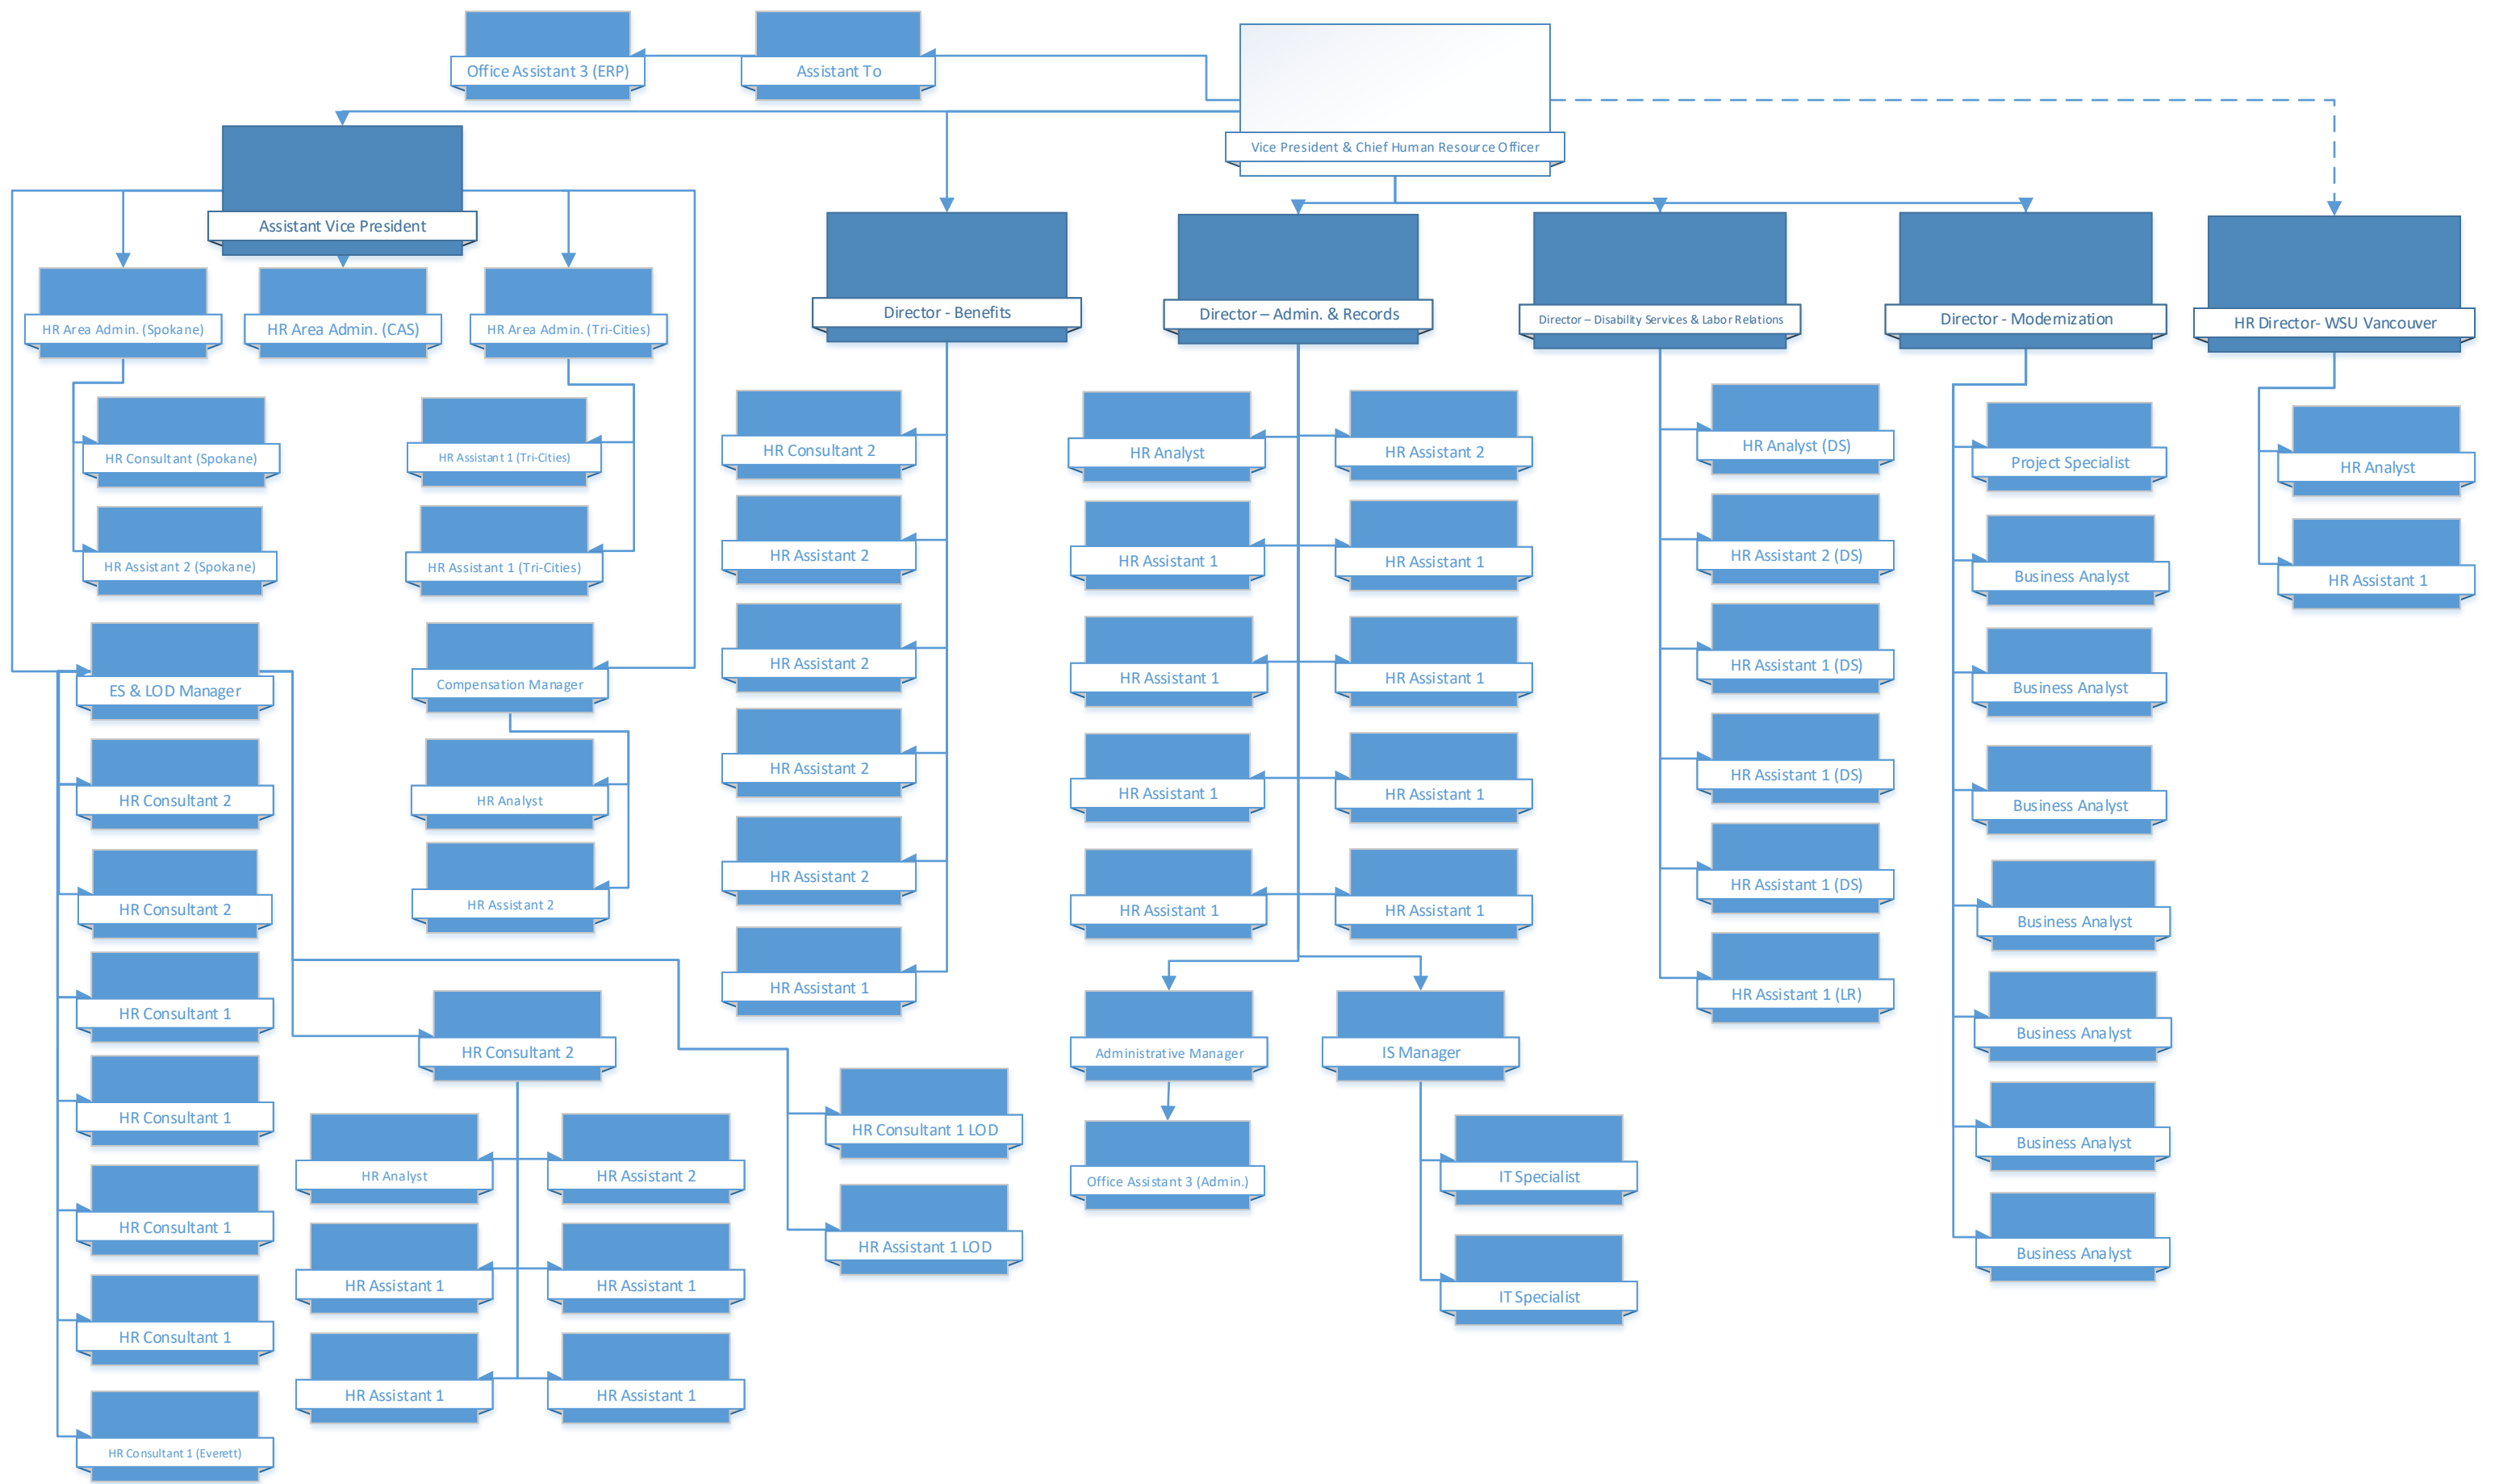 Office Assistant 3 (ERP)
Assistant To
Vice President & Chief Human Resource Officer
Assistant Vice President
HR Area Admin. (Spokane)
HR Area Admin. (CAS)
HR Area Admin. (Tri-Cities)
Director - Benefits
Director – Admin. & Records
Director – Disability Services & Labor Relations
Director - Modernization
HR Director- WSU Vancouver
HR Consultant (Spokane)
HR Assistant 2 (Spokane)
HR Assistant 1 (Tri-Cities)
HR Assistant 1 (Tri-Cities)
ES & LOD Manager
HR Consultant 2
HR Consultant 2
HR Consultant 1
HR Consultant 1
HR Consultant 1
HR Consultant 1
HR Consultant 1 (Everett)
Compensation Manager
HR Analyst
HR Assistant 2
HR Consultant 2
HR Analyst
HR Assistant 2
HR Assistant 1
HR Assistant 1
HR Assistant 1
HR Assistant 1
HR Consultant 1 LOD
HR Assistant 1 LOD
HR Consultant 2
HR Assistant 2
HR Assistant 2
HR Assistant 2
HR Assistant 2
HR Assistant 1
HR Analyst
HR Assistant 2
HR Assistant 1
HR Assistant 1
HR Assistant 1
HR Assistant 1
HR Assistant 1
HR Assistant 1
HR Assistant 1
HR Assistant 1
Administrative Manager
IS Manager
Office Assistant 3 (Admin.)
IT Specialist
IT Specialist
HR Analyst (DS)
HR Assistant 2 (DS)
HR Assistant 1 (DS)
HR Assistant 1 (DS)
HR Assistant 1 (DS)
HR Assistant 1 (LR)
Project Specialist
Business Analyst
Business Analyst
Business Analyst
Business Analyst
Business Analyst
Business Analyst
Business Analyst
HR Analyst
HR Assistant 1